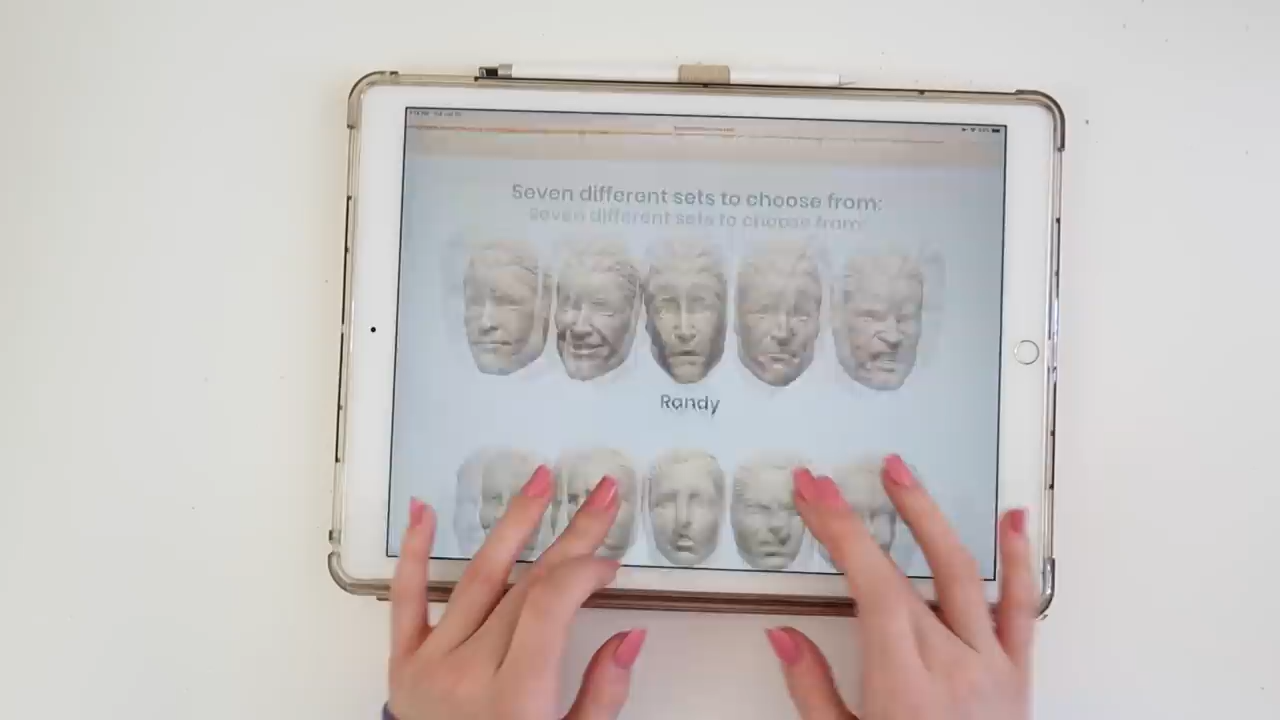 Seven different sets to choose from:
Seven different sets to choose from:
Randy